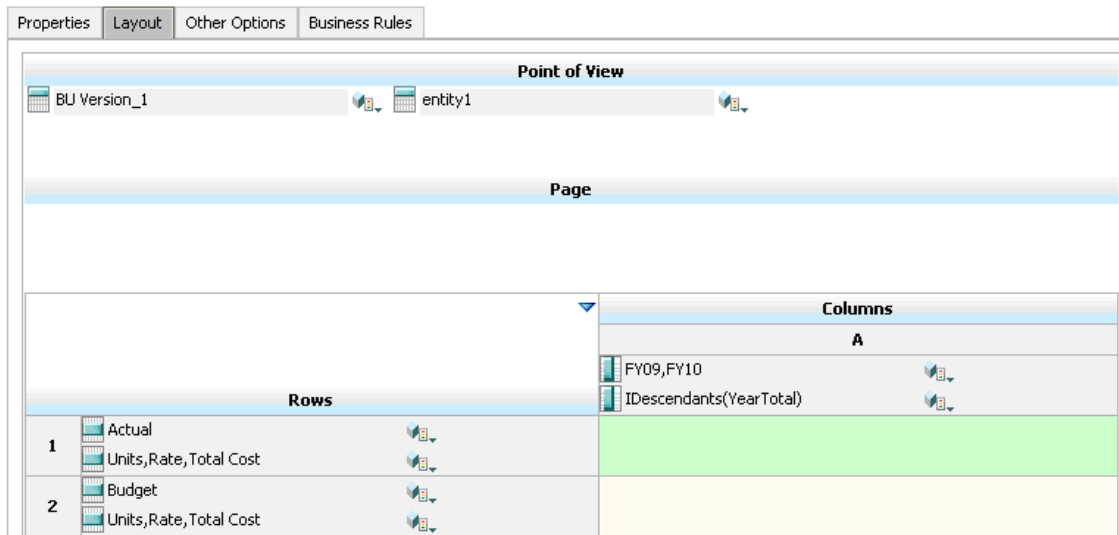 Properties Layout Other Options Business Rules
Point of View
BU Version_1 entity1
Page
Columns
A
FY09,FY10
IDescendants(YearTotal)
Rows
1 Actual
Units,Rate,Total Cost
2 Budget
Units,Rate,Total Cost